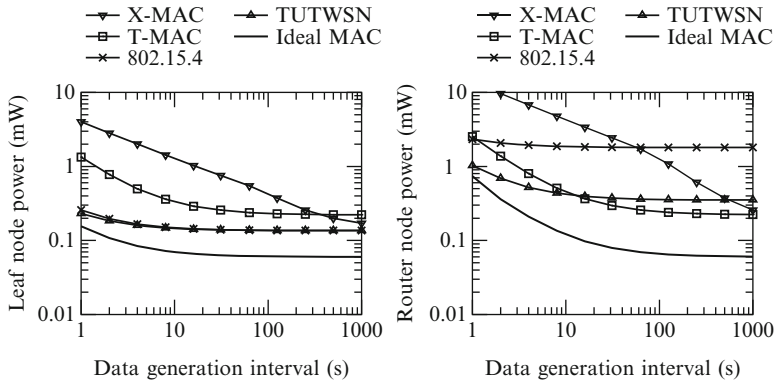 X-MAC TUTWSN
T-MAC Ideal MAC
802.15.4
10
1
0.1
0.01
Leaf node power (mW)
1 10 100 1000
Data generation interval (s)
X-MAC TUTWSN
T-MAC Ideal MAC
802.15.4
10
1
0.1
0.01
Router node power (mW)
1 10 100 1000
Data generation interval (s)